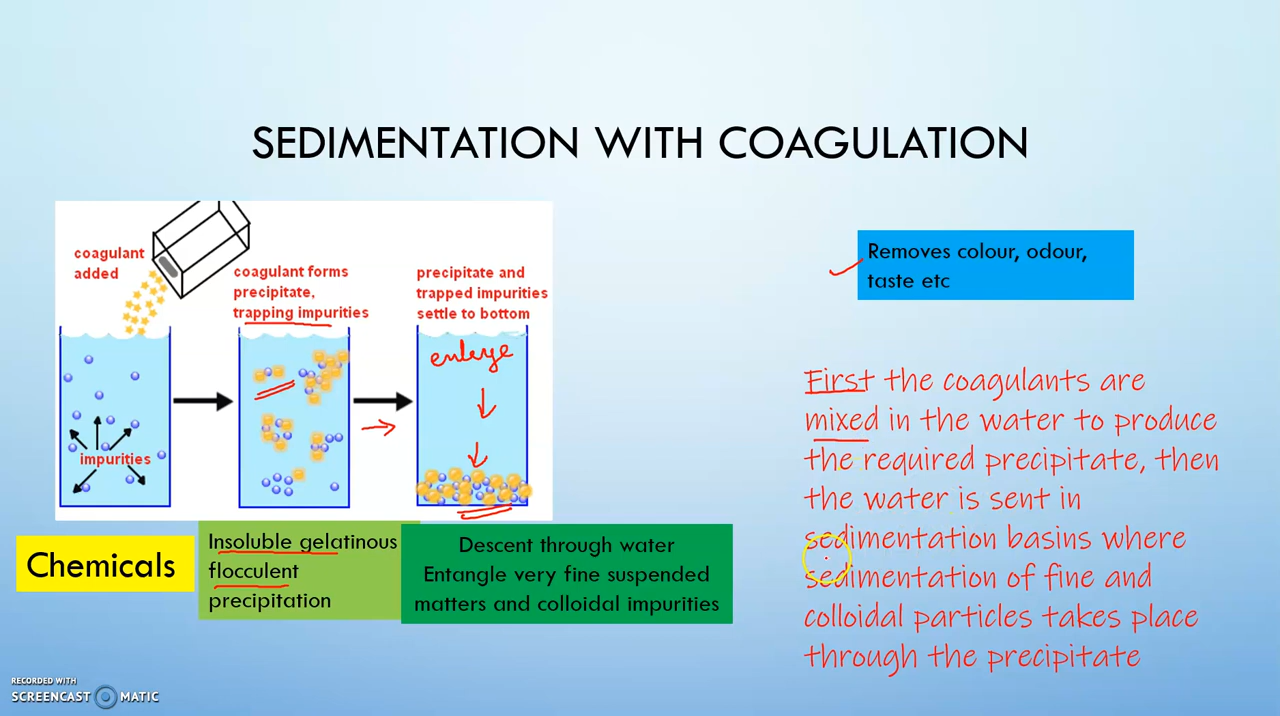 SEDIMENTATION WITH COAGULATION
coagulant
added
coagulant forms
precipitate,
trapping impurities
precipitate and
trapped impurities
settle to bottom
impurities
Chemicals
Insoluble gelatinous
flocculent
precipitation
Descent through water
Entangle very fine suspended
matters and colloidal impurities
Removes colour, odour,
taste etc
First the coagulants are
mixed in the water to produce
the required precipitate, then
the water is sent in
sedimentation basins where
sedimentation of fine and
colloidal particles takes place
through the precipitate
RECORDED WITH
SCREENCAST MATIC